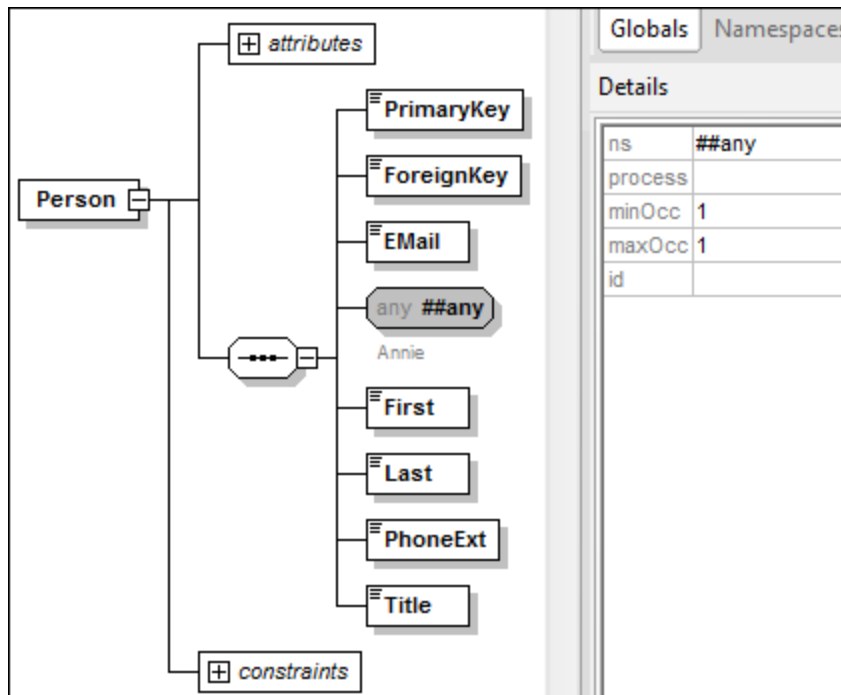 attributes
PrimaryKey
ForeignKey
Person
EMail
any ##any
Annie
First
Last
PhoneExt
Title
constraints
Globals Namespaces
Details
ns ##any
process
minOcc 1
maxOcc 1
id